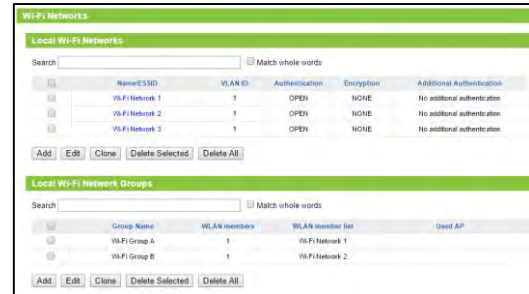 Wi-Fi Networks
Local Wi-Fi Networks
Search Match whole words
Name/ESSID VLAN ID Authentication Encryption Additional Authentication
Wi-Fi Network 1 1 OPEN NONE No additional authentication
Wi-Fi Network 2 1 OPEN NONE No additional authentication
Wi-Fi Network 3 1 OPEN NONE No additional authentication
Add Edit Clone Delete Selected Delete All
Local Wi-Fi Network Groups
Search Match whole words
Group Name WLAN members WLAN member list Used AP
Wi-Fi Group A 1 Wi-Fi Network 1
Wi-Fi Group B 1 Wi-Fi Network 2
Add Edit Clone Delete Selected Delete All